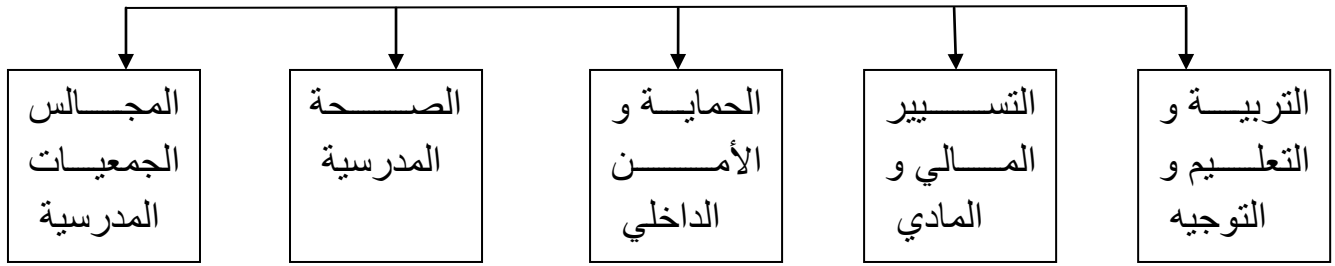 التربية و
التعليم و
التوجيه
التسيير
المالي و
المادي
الحماية و
الأمن
الداخلي
الصحة
المدرسية
المجالس
الجمعيات
المدرسية